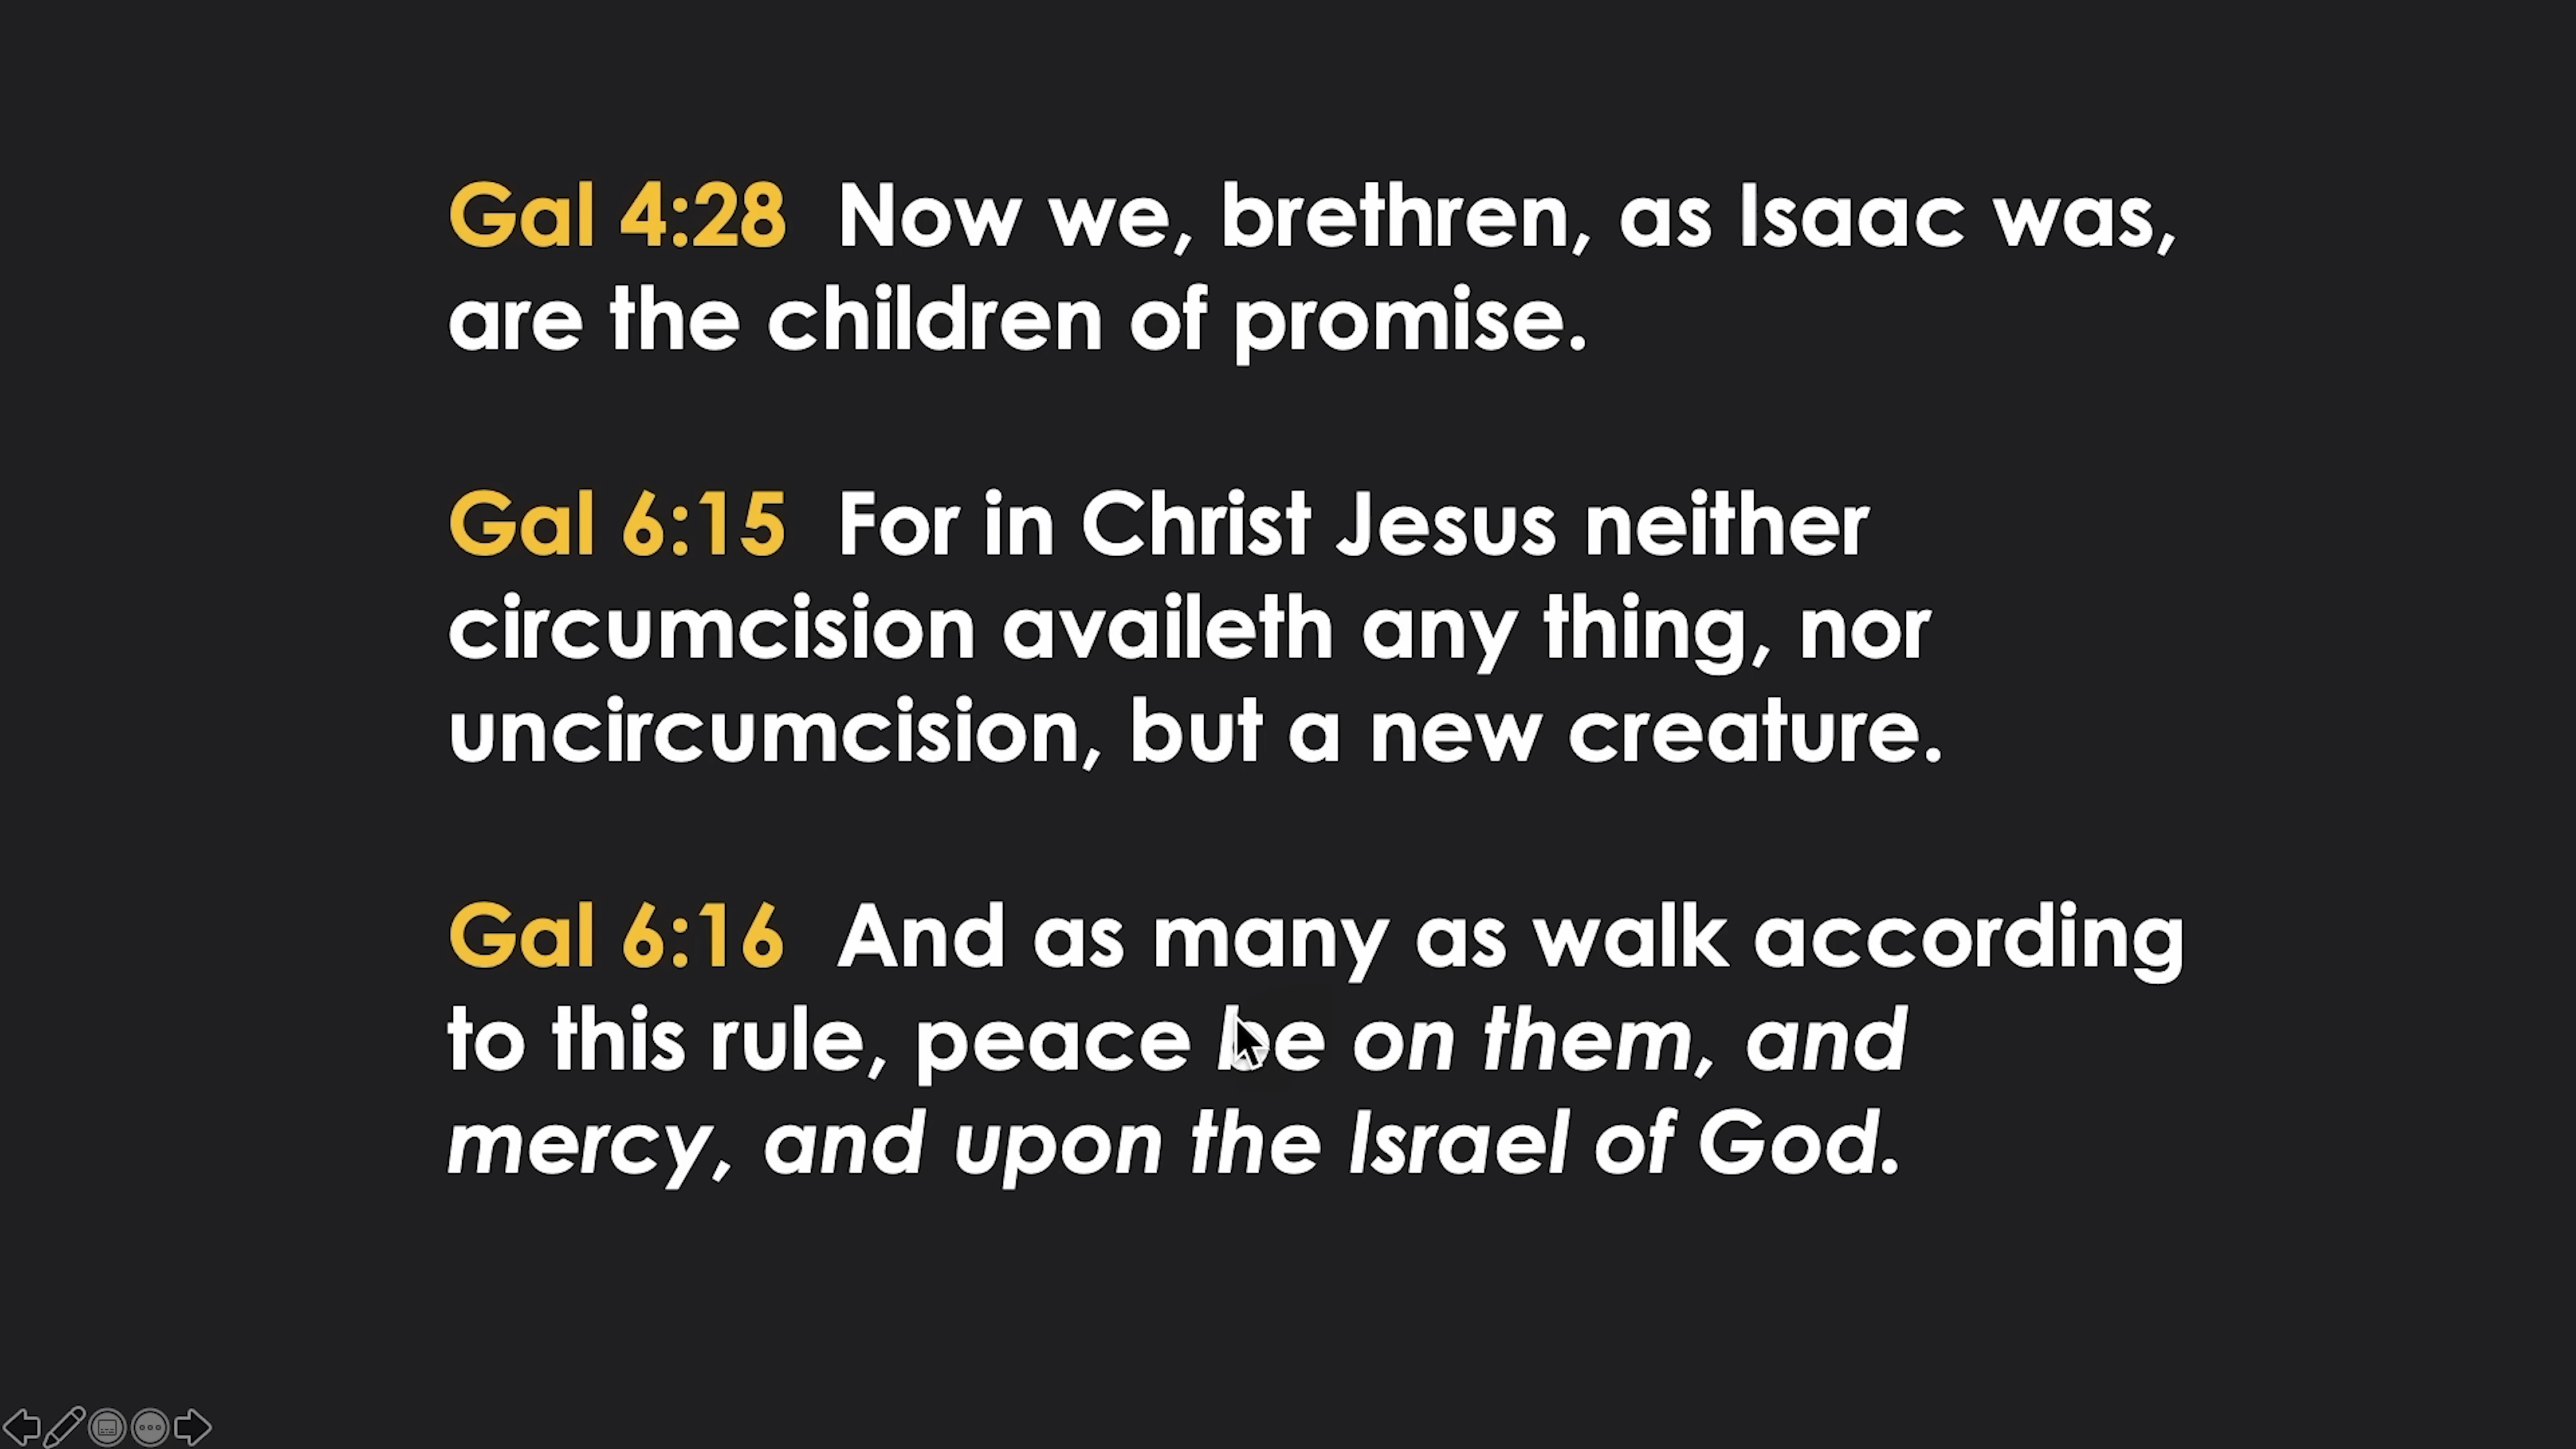 Gal 4:28  Now we, brethren, as Isaac was,
are the children of promise.
Gal 6:15  For in Christ Jesus neither
circumcision availeth any thing, nor
uncircumcision, but a new creature.
Gal 6:16  And as many as walk according
to this rule, peace be on them, and
mercy, and upon the Israel of God.